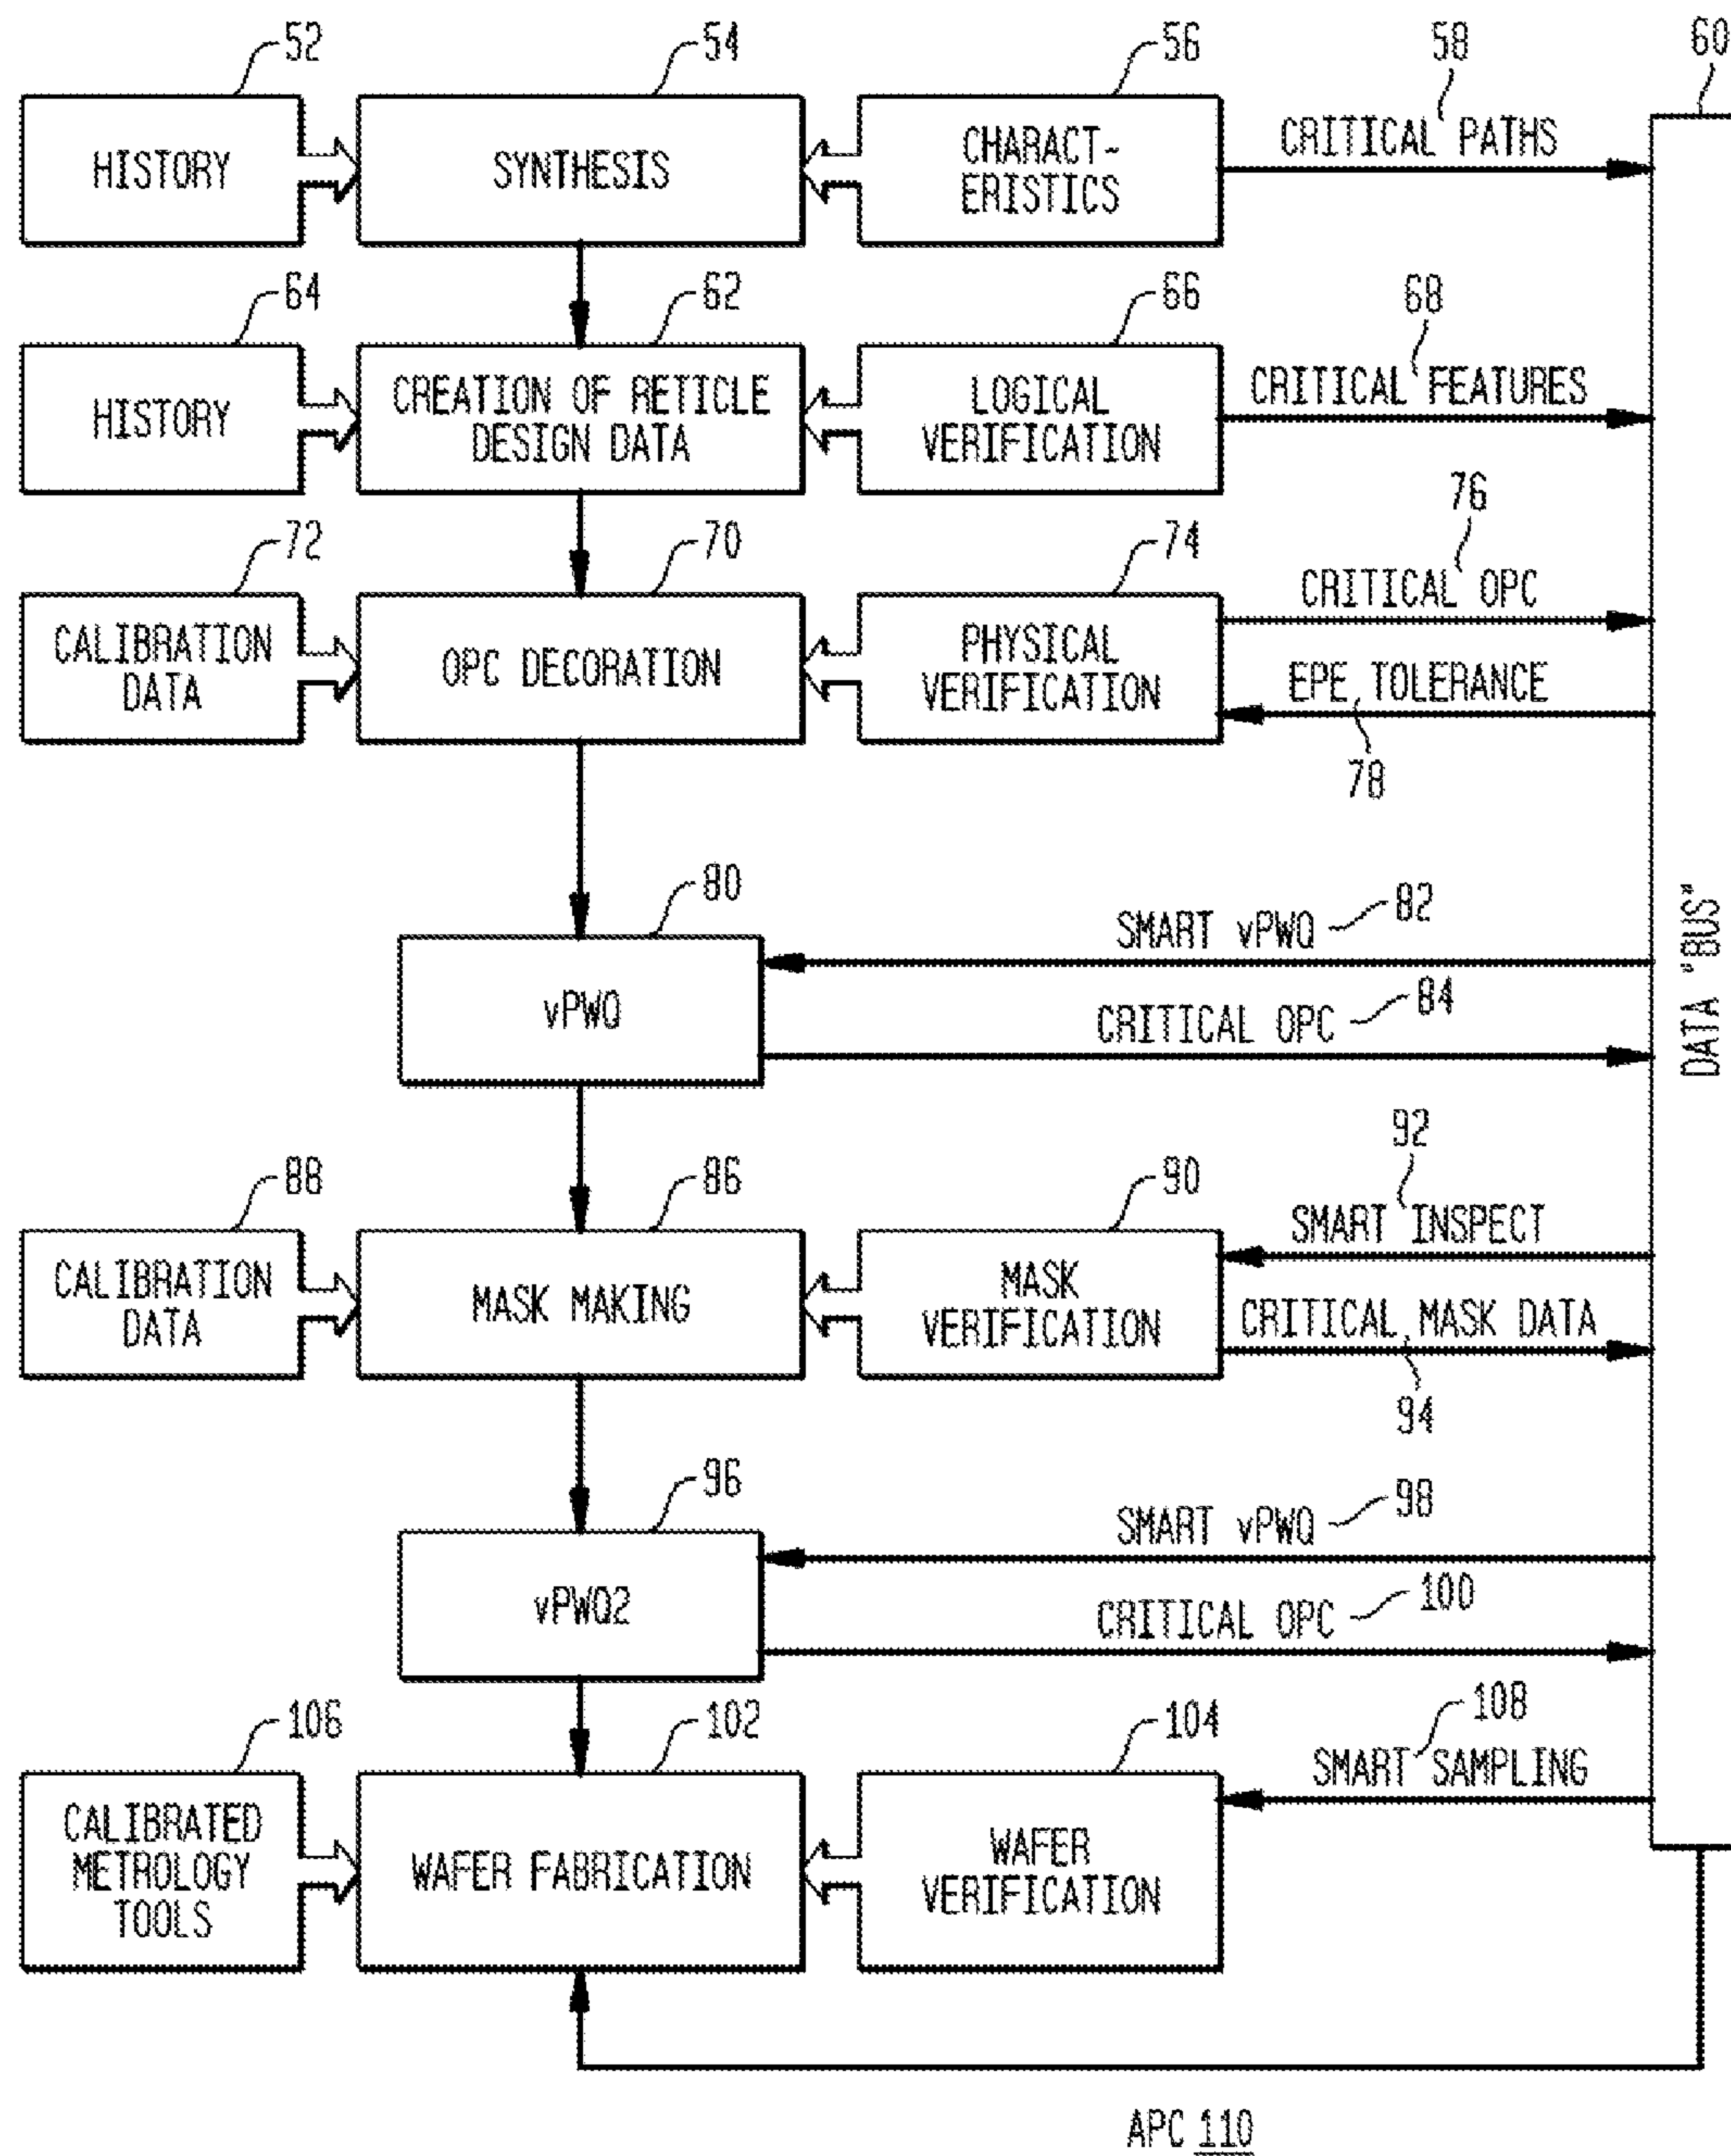 52
54
56
58
60
HISTORY
SYNTHESIS
CHARACT-
ERISTICS
CRITICAL PATHS
64
62
66
68
HISTORY
CREATION OF RETICLE
DESIGN DATA
LOGICAL
VERIFICATION
CRITICAL FEATURES
72
70
74
76
CALIBRATION
DATA
OPC DECORATION
PHYSICAL
VERIFICATION
CRITICAL OPC
EPE TOLERANCE
78
80
SMART vPWQ
82
vPWQ
CRITICAL OPC
84
DATA "BUS"
88
86
90
92
CALIBRATION
DATA
MASK MAKING
MASK
VERIFICATION
SMART INSPECT
CRITICAL MASK DATA
94
96
SMART vPWQ
98
vPWQ2
CRITICAL OPC
100
106
102
104
108
CALIBRATED
METROLOGY
TOOLS
WAFER FABRICATION
WAFER
VERIFICATION
SMART SAMPLING
APC 110